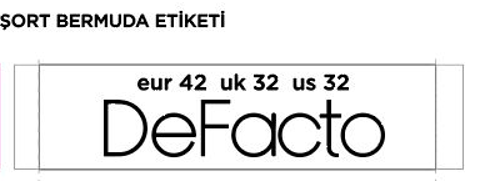 ŞORT BERMUDA ETİKETİ
eur 42 uk 32 us 32
DeFacto